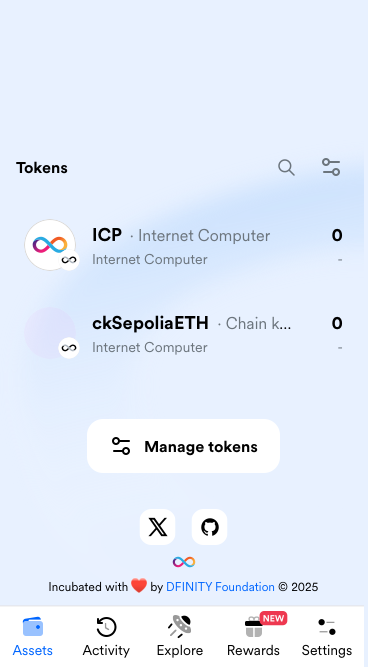 Tokens
ICP · Internet Computer 0
Internet Computer -
ckSepoliaETH · Chain k... 0
Internet Computer -
Manage tokens
Incubated with ❤️ by DFINITY Foundation © 2025
NEW
Assets Activity Explore Rewards Settings